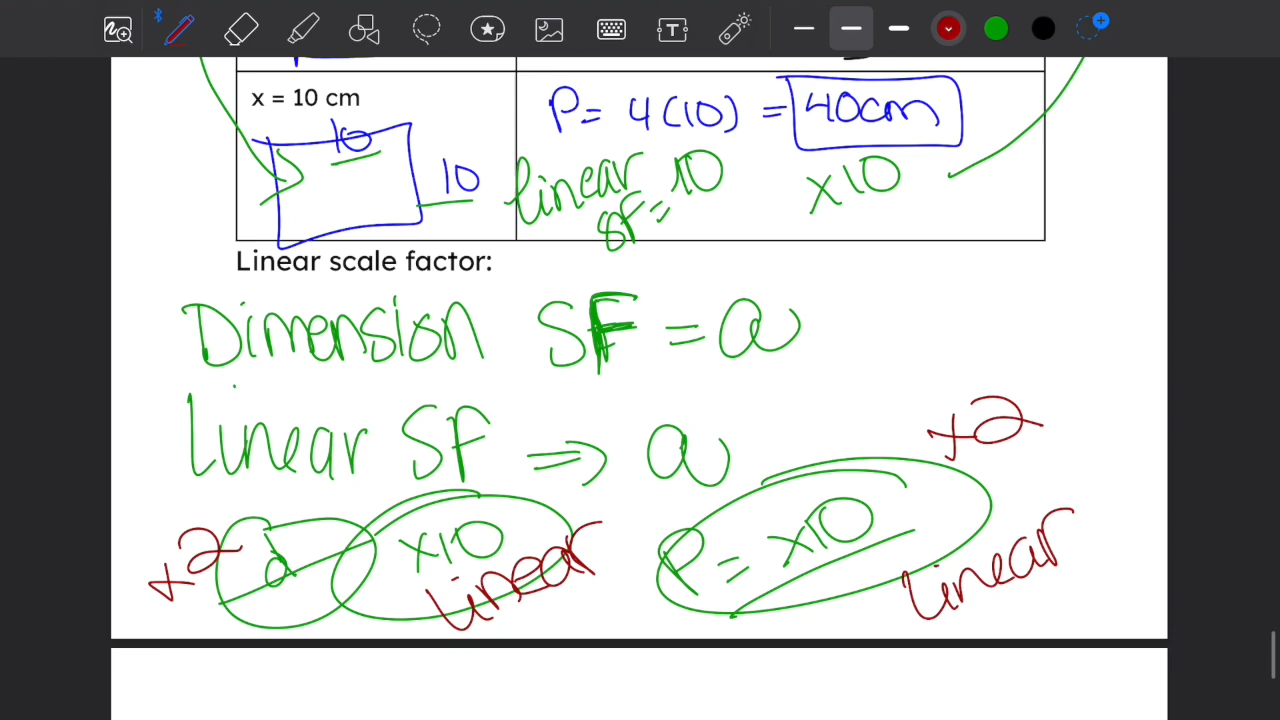 x = 10 cm
10
10
P = 4(10) = 40cm
linear SF = 10
x10
Linear scale factor:
Dimension SF = a
Linear SF ⇒ a
x2
x2 d x10 linear
P = x10 linear